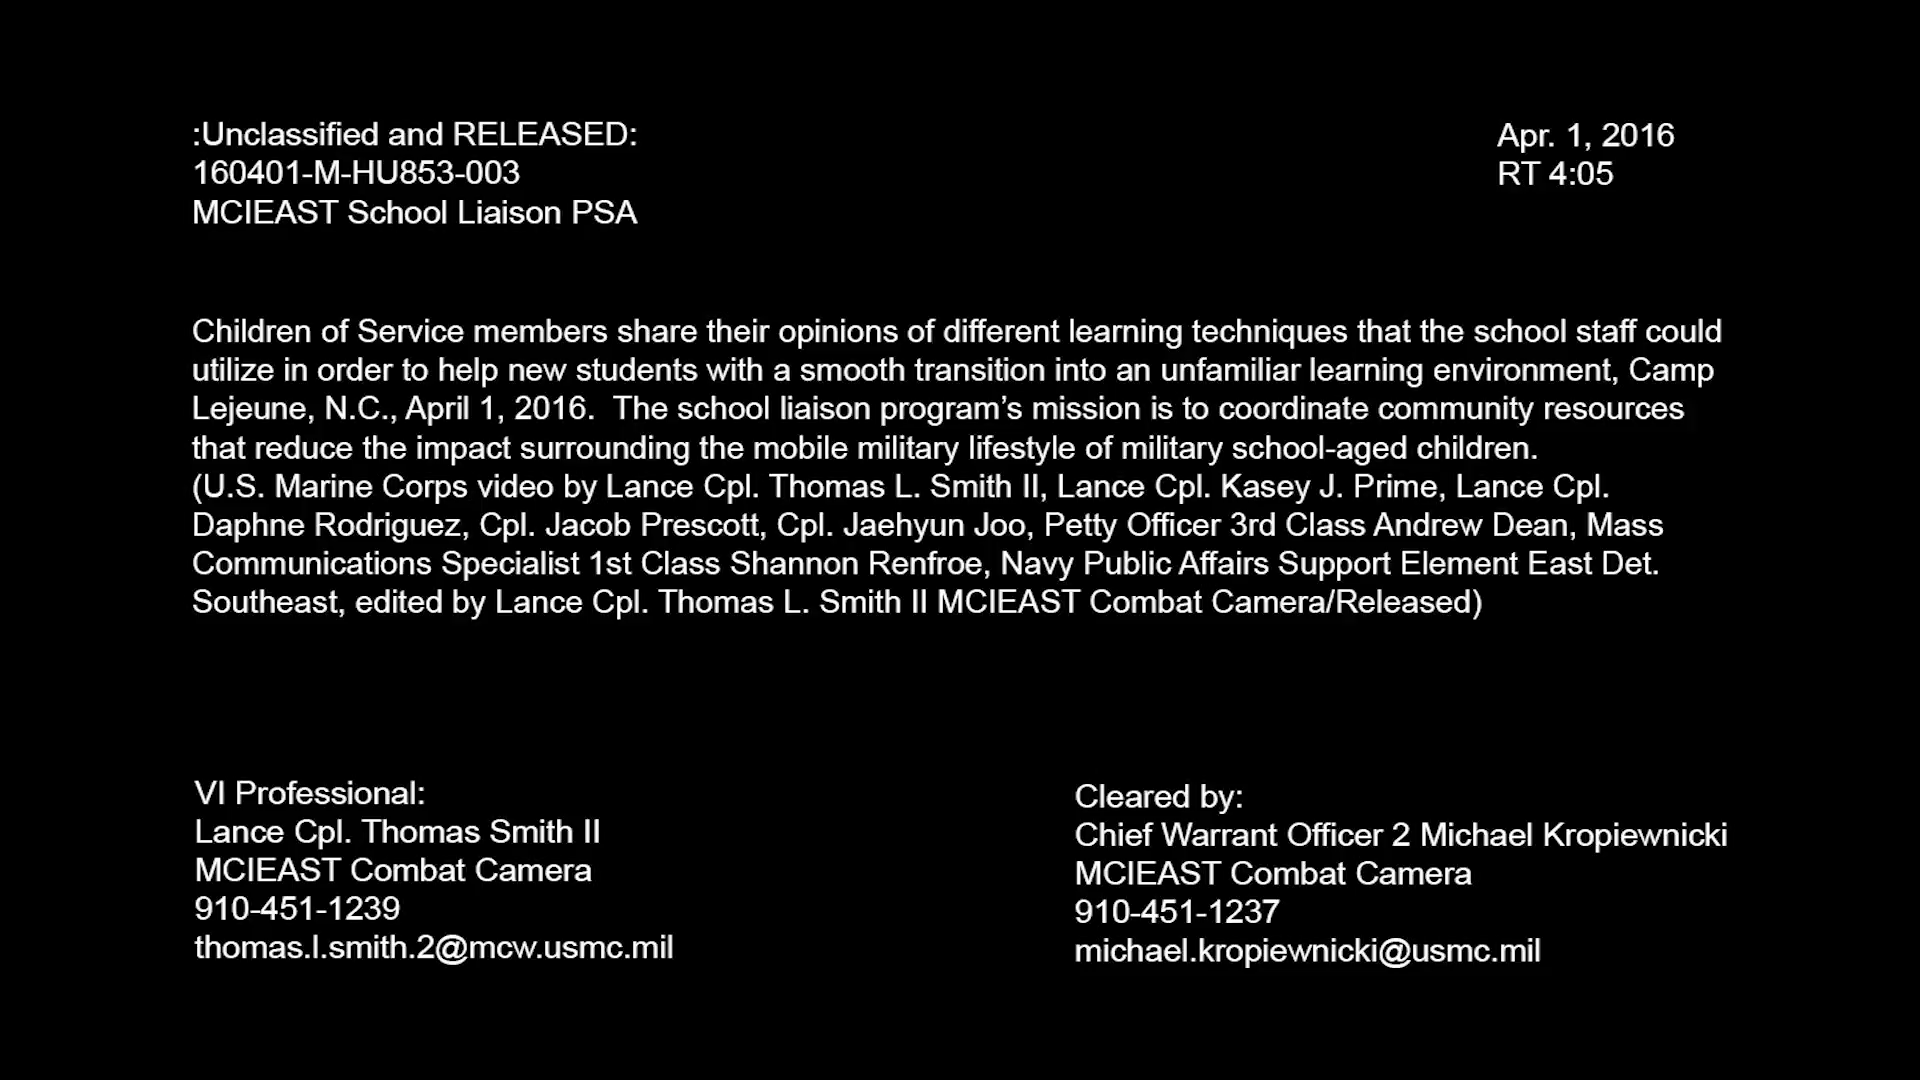 :Unclassified and RELEASED:
160401-M-HU853-003
MCIEAST School Liaison PSA
Apr. 1, 2016
RT 4:05
Children of Service members share their opinions of different learning techniques that the school staff could
utilize in order to help new students with a smooth transition into an unfamiliar learning environment, Camp
Lejeune, N.C., April 1, 2016.  The school liaison program’s mission is to coordinate community resources
that reduce the impact surrounding the mobile military lifestyle of military school-aged children.
(U.S. Marine Corps video by Lance Cpl. Thomas L. Smith II, Lance Cpl. Kasey J. Prime, Lance Cpl.
Daphne Rodriguez, Cpl. Jacob Prescott, Cpl. Jaehyun Joo, Petty Officer 3rd Class Andrew Dean, Mass
Communications Specialist 1st Class Shannon Renfroe, Navy Public Affairs Support Element East Det.
Southeast, edited by Lance Cpl. Thomas L. Smith II MCIEAST Combat Camera/Released)
VI Professional:
Lance Cpl. Thomas Smith II
MCIEAST Combat Camera
910-451-1239
thomas.l.smith.2@mcw.usmc.mil
Cleared by:
Chief Warrant Officer 2 Michael Kropiewnicki
MCIEAST Combat Camera
910-451-1237
michael.kropiewnicki@usmc.mil